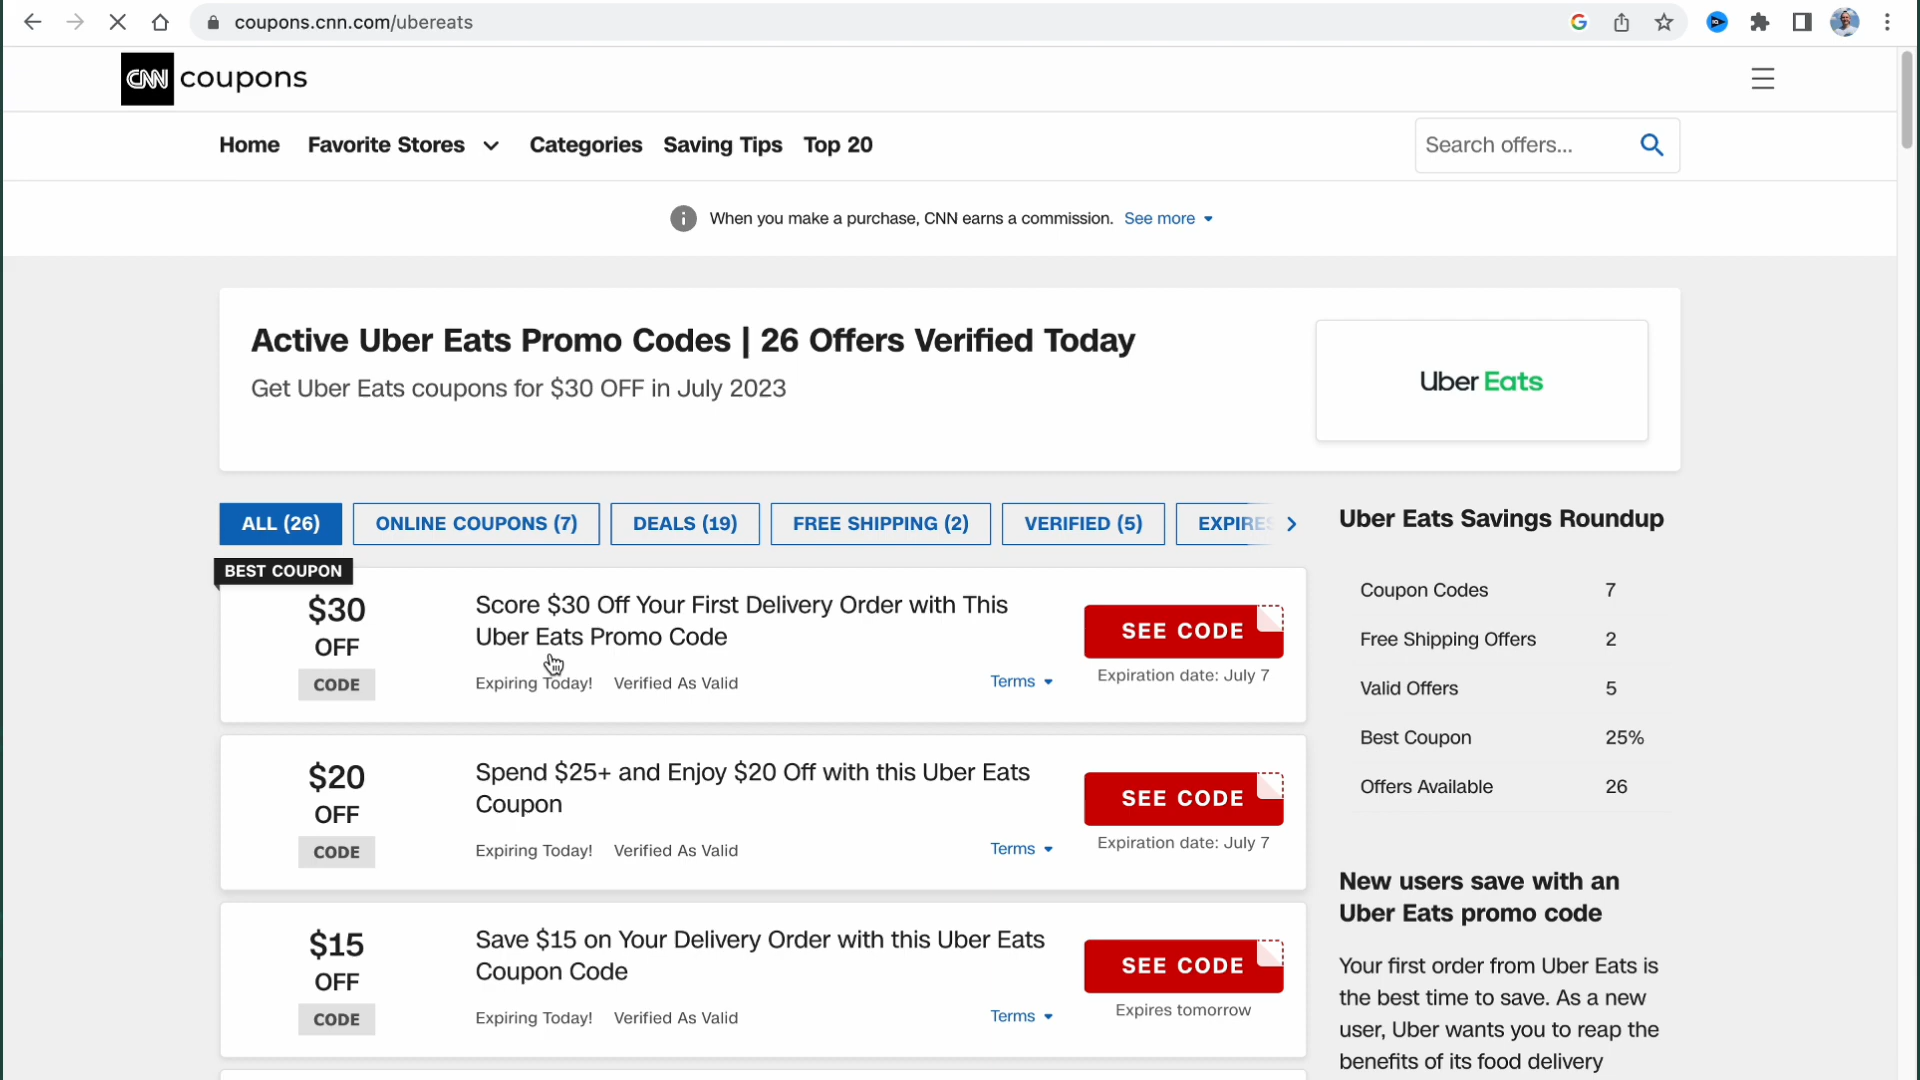 coupons.cnn.com/ubereats
CNN coupons
Home Favorite Stores Categories Saving Tips Top 20 Search offers...
When you make a purchase, CNN earns a commission. See more
Active Uber Eats Promo Codes | 26 Offers Verified Today
Get Uber Eats coupons for $30 OFF in July 2023
Uber Eats
ALL (26) ONLINE COUPONS (7) DEALS (19) FREE SHIPPING (2) VERIFIED (5) EXPIRES
BEST COUPON
$30
OFF
CODE
Score $30 Off Your First Delivery Order with This
Uber Eats Promo Code
Expiring Today! Verified As Valid Terms
SEE CODE
Expiration date: July 7
$20
OFF
CODE
Spend $25+ and Enjoy $20 Off with this Uber Eats
Coupon
Expiring Today! Verified As Valid Terms
SEE CODE
Expiration date: July 7
$15
OFF
CODE
Save $15 on Your Delivery Order with this Uber Eats
Coupon Code
Expiring Today! Verified As Valid Terms
SEE CODE
Expires tomorrow
Uber Eats Savings Roundup
Coupon Codes 7
Free Shipping Offers 2
Valid Offers 5
Best Coupon 25%
Offers Available 26
New users save with an
Uber Eats promo code
Your first order from Uber Eats is
the best time to save. As a new
user, Uber wants you to reap the
benefits of its food delivery